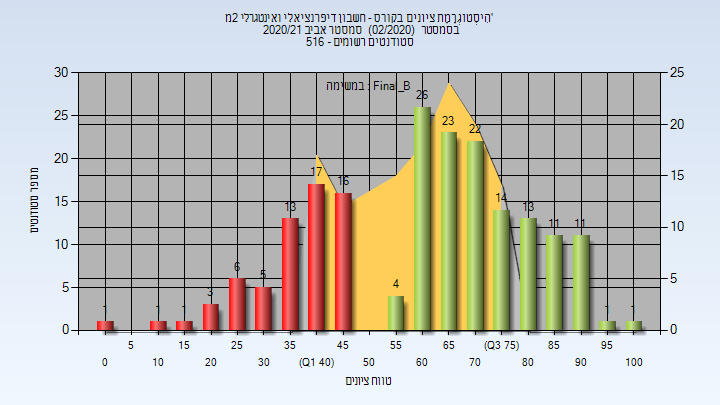 היסטוגרמת ציונים בקורס - חשבון דיפרנציאלי ואינטגרלי 2מ'
בסמסטר (02/2020) סמסטר אביב 2020/21
סטודנטים רשומים - 516
במשימה : Final_B
מספר סטודנטים
30 25 20 15 10 5 0
25 20 15 10 5 0
1 1 1 3 6 5 13 17 16 4 26 23 22 14 13 11 11 1 1
5 15 25 35 45 55 65 (Q3 75) 85 95
0 10 20 30 (Q1 40) 50 60 70 80 90 100
טווח ציונים